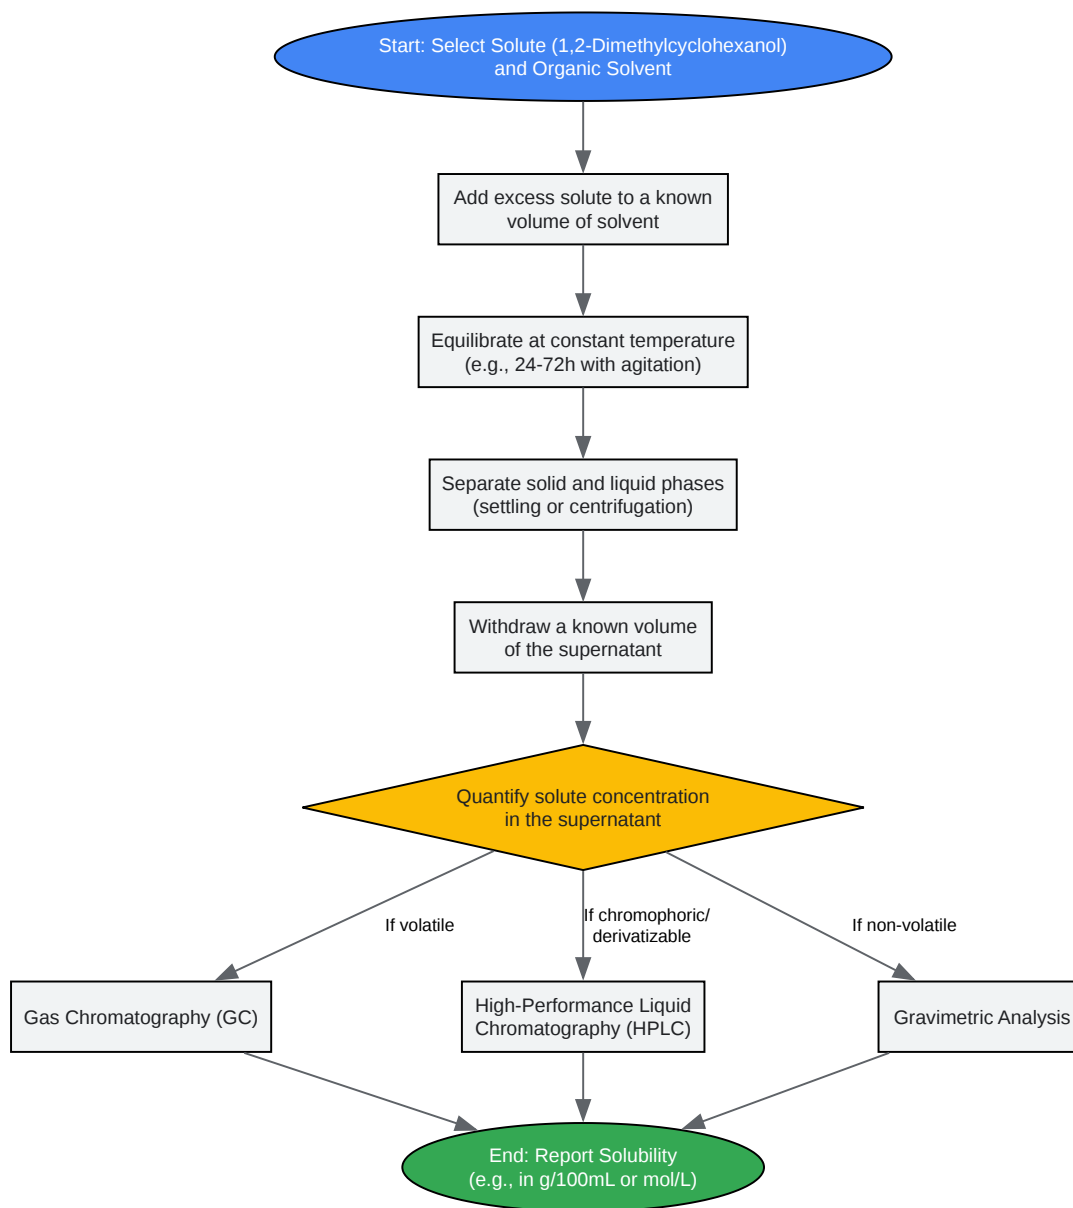 Start: Select Solute (1,2-Dimethylcyclohexanol)
and Organic Solvent
Add excess solute to a known
volume of solvent
Equilibrate at constant temperature
(e.g., 24-72h with agitation)
Separate solid and liquid phases
(settling or centrifugation)
Withdraw a known volume
of the supernatant
Quantify solute concentration
in the supernatant
If volatile
If chromophoric/
derivatizable
If non-volatile
Gas Chromatography (GC)
High-Performance Liquid
Chromatography (HPLC)
Gravimetric Analysis
End: Report Solubility
(e.g., in g/100mL or mol/L)